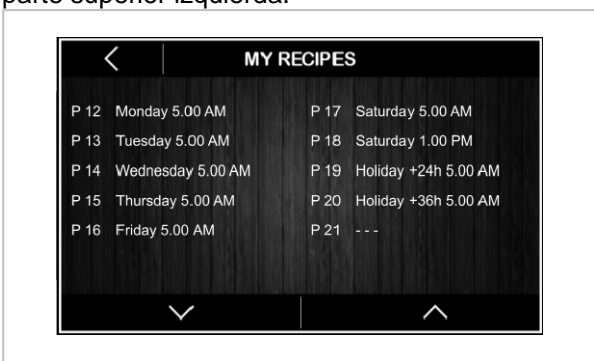 parte superior izquierda.
MY RECIPES
P 12 Monday 5.00 AM
P 13 Tuesday 5.00 AM
P 14 Wednesday 5.00 AM
P 15 Thursday 5.00 AM
P 16 Friday 5.00 AM
P 17 Saturday 5.00 AM
P 18 Saturday 1.00 PM
P 19 Holiday +24h 5.00 AM
P 20 Holiday +36h 5.00 AM
P 21 - - -